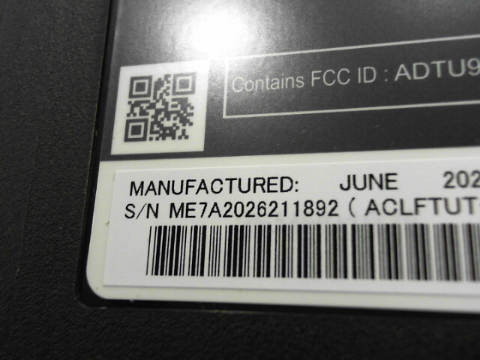 Contains FCC ID : ADTU9
MANUFACTURED: JUNE 202
S/N ME7A2026211892 ( ACLFTUT